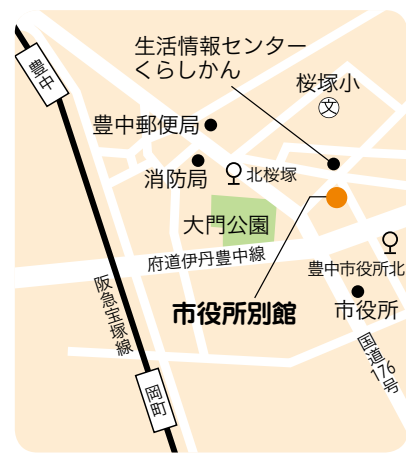 生活情報センター
くらしかん
豊中
桜塚小
文
豊中郵便局
消防局
北桜塚
大門公園
府道伊丹豊中線
豊中市役所北
阪急宝塚線
市役所別館
市役所
国道176号
岡町